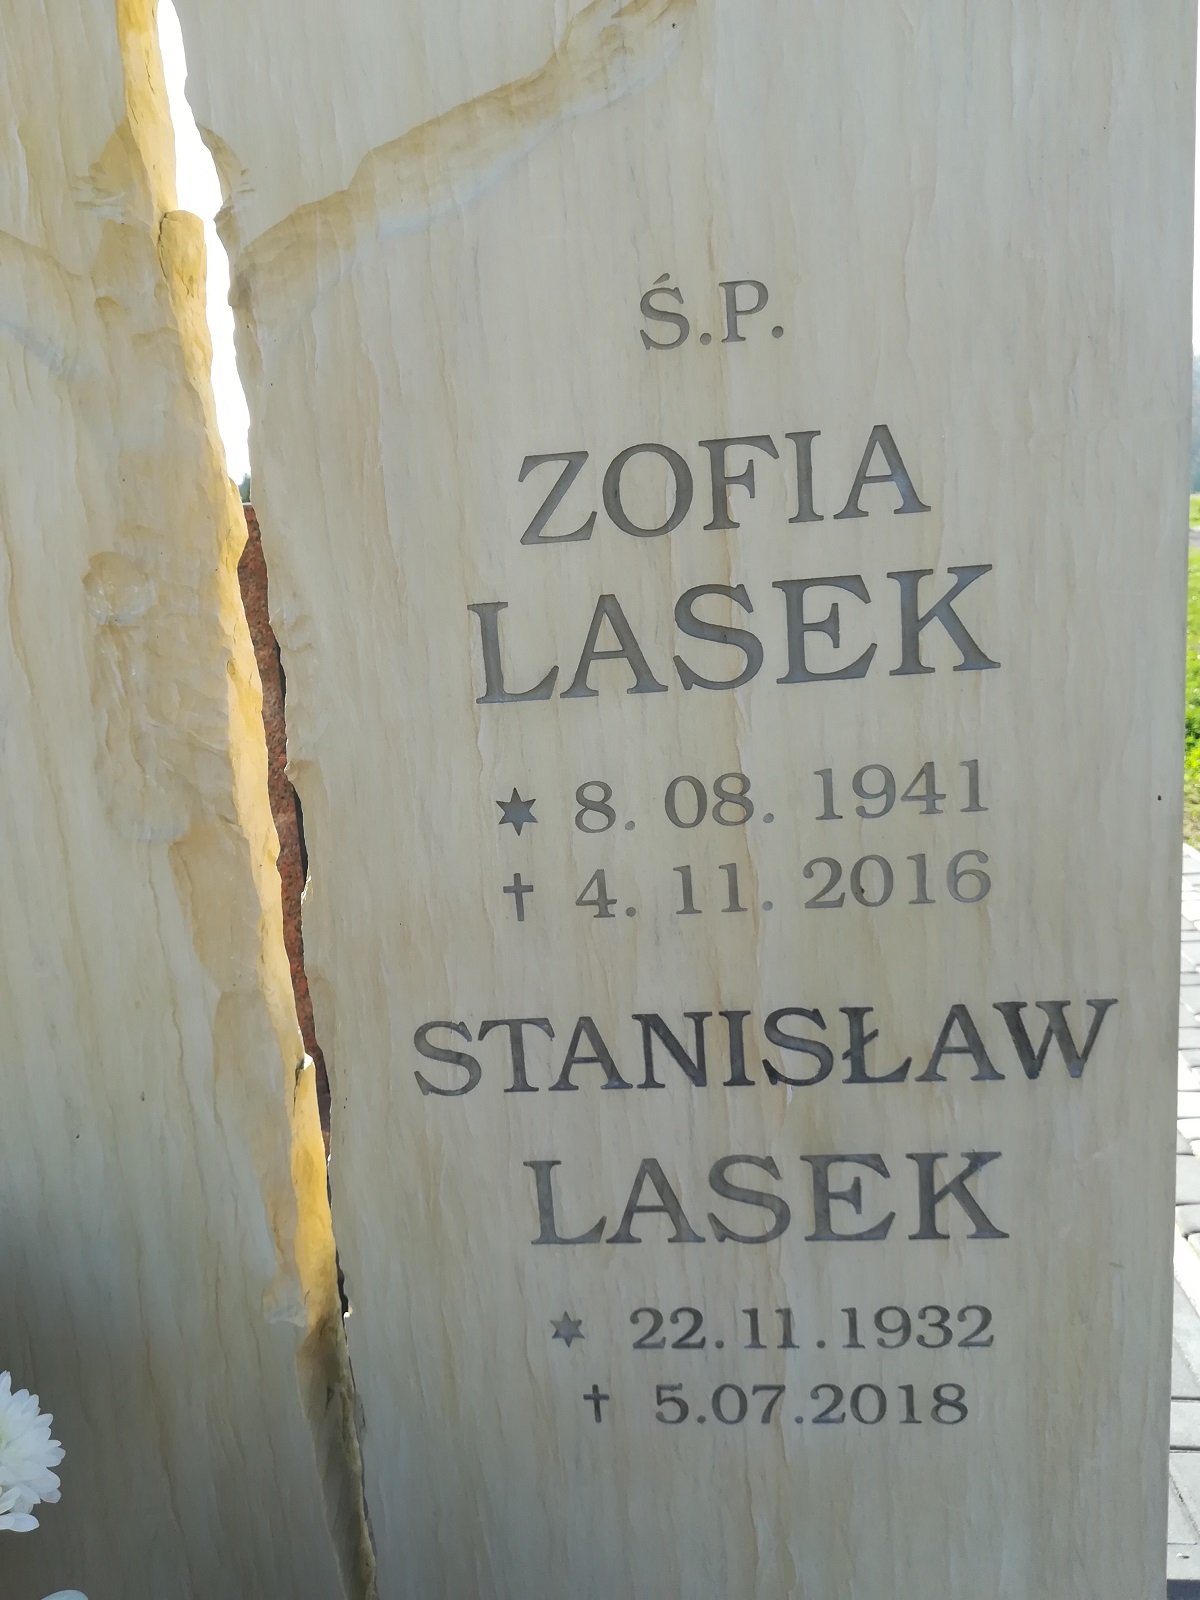 Ś.P.
ZOFIA
LASEK
✶ 8. 08. 1941
† 4. 11. 2016
STANISŁAW
LASEK
✶ 22.11.1932
† 5.07.2018